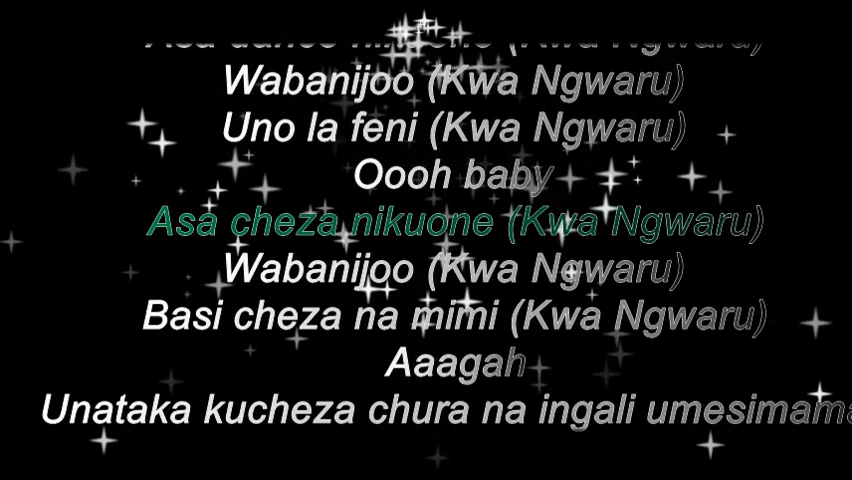 Asa dance nikuone (Kwa Ngwaru)
Wabanijoo (Kwa Ngwaru)
Uno la feni (Kwa Ngwaru)
Oooh baby
Asa cheza nikuone (Kwa Ngwaru)
Wabanijoo (Kwa Ngwaru)
Basi cheza na mimi (Kwa Ngwaru)
Aaagah
Unataka kucheza chura na ingali umesimama